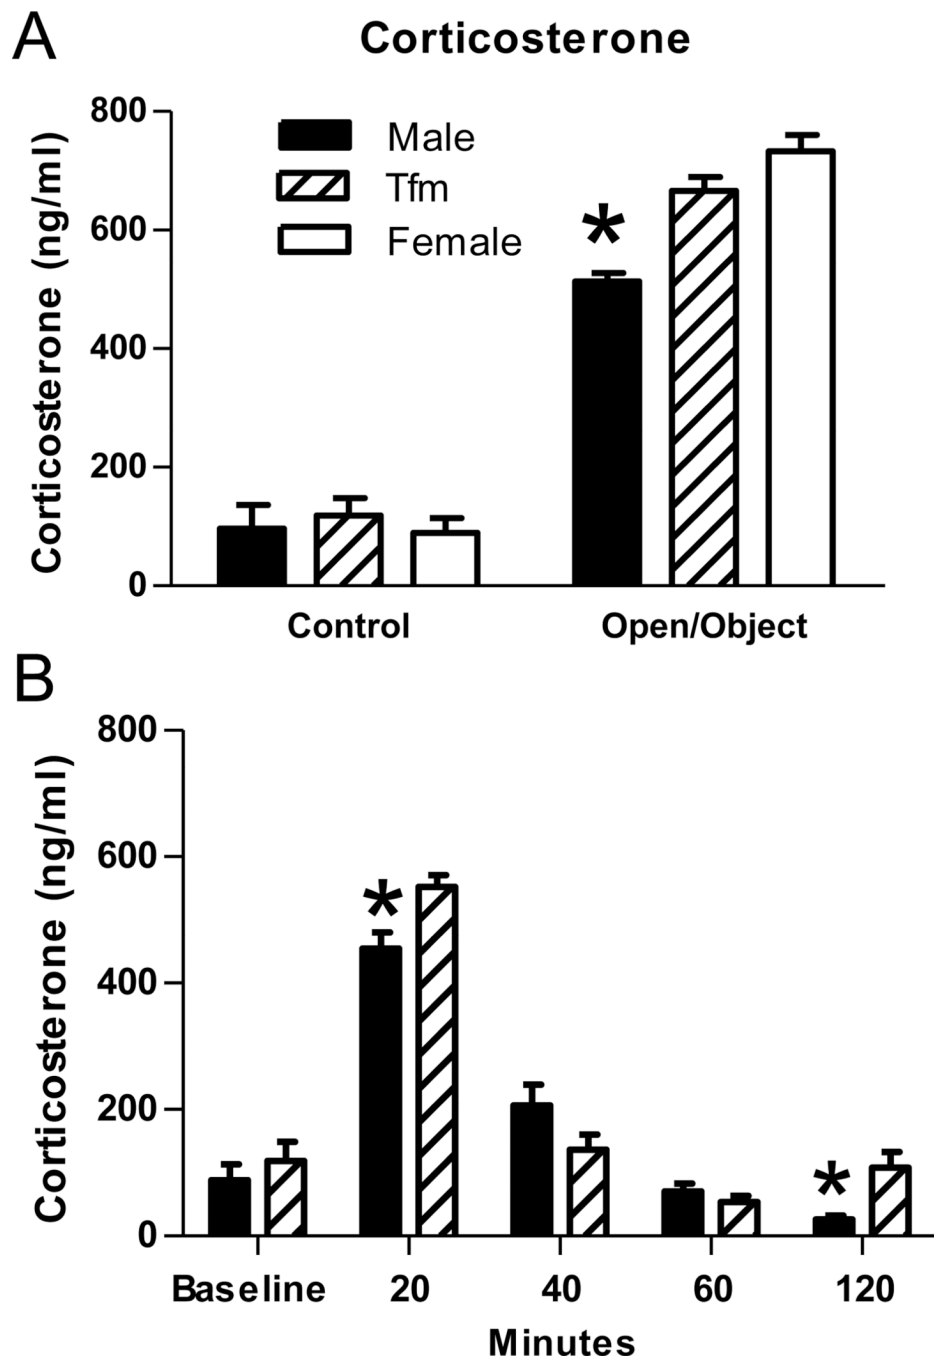 A
Corticosterone
Corticosterone (ng/ml)
800
600
400
200
0
Male
Tfm
Female
*
Control
Open/Object
B
Corticosterone (ng/ml)
800
600
400
200
0
*
*
Baseline
20
40
60
120
Minutes